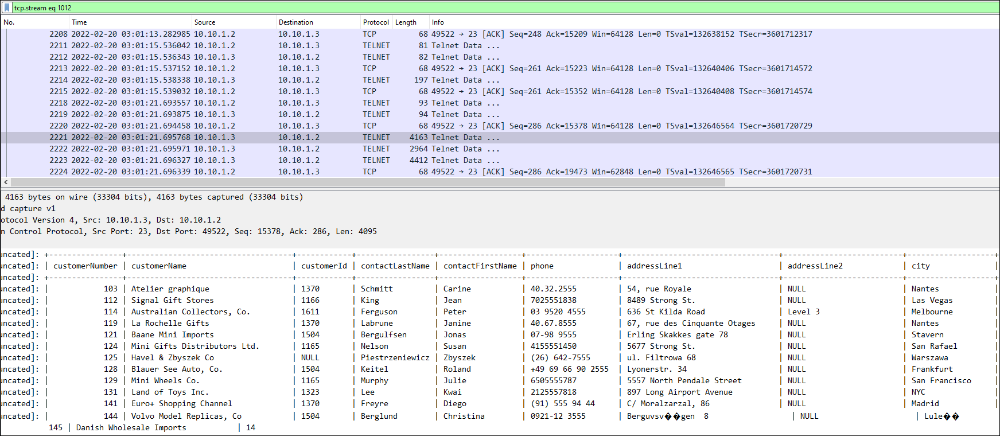 tcp.stream eq 1012
No. Time Source Destination Protocol Length Info
2208 2022-02-20 03:01:13.282985 10.10.1.2 10.10.1.3 TCP 68 49522 → 23 [ACK] Seq=248 Ack=15209 Win=64128 Len=0 TSval=132638152 TSecr=3601712317
2211 2022-02-20 03:01:15.536042 10.10.1.2 10.10.1.3 TELNET 81 Telnet Data ...
2212 2022-02-20 03:01:15.536343 10.10.1.3 10.10.1.2 TELNET 82 Telnet Data ...
2213 2022-02-20 03:01:15.537152 10.10.1.2 10.10.1.3 TCP 68 49522 → 23 [ACK] Seq=261 Ack=15223 Win=64128 Len=0 TSval=132640406 TSecr=3601714572
2214 2022-02-20 03:01:15.538338 10.10.1.3 10.10.1.2 TELNET 197 Telnet Data ...
2215 2022-02-20 03:01:15.539032 10.10.1.2 10.10.1.3 TCP 68 49522 → 23 [ACK] Seq=261 Ack=15352 Win=64128 Len=0 TSval=132640408 TSecr=3601714574
2218 2022-02-20 03:01:21.693557 10.10.1.2 10.10.1.3 TELNET 93 Telnet Data ...
2219 2022-02-20 03:01:21.693875 10.10.1.3 10.10.1.2 TELNET 94 Telnet Data ...
2220 2022-02-20 03:01:21.694458 10.10.1.2 10.10.1.3 TCP 68 49522 → 23 [ACK] Seq=286 Ack=15378 Win=64128 Len=0 TSval=132646564 TSecr=3601720729
2221 2022-02-20 03:01:21.695768 10.10.1.3 10.10.1.2 TELNET 4163 Telnet Data ...
2222 2022-02-20 03:01:21.695971 10.10.1.3 10.10.1.2 TELNET 2964 Telnet Data ...
2223 2022-02-20 03:01:21.696327 10.10.1.3 10.10.1.2 TELNET 4412 Telnet Data ...
2224 2022-02-20 03:01:21.696339 10.10.1.2 10.10.1.3 TCP 68 49522 → 23 [ACK] Seq=286 Ack=19473 Win=62848 Len=0 TSval=132646565 TSecr=3601720731
4163 bytes on wire (33304 bits), 4163 bytes captured (33304 bits)
d capture v1
otocol Version 4, Src: 10.10.1.3, Dst: 10.10.1.2
n Control Protocol, Src Port: 23, Dst Port: 49522, Seq: 15378, Ack: 286, Len: 4095
uncated]: +----------------+------------------------------------+------------+-----------------+------------------+--------------------+----------------------------------+--------------------------+-------------------+
uncated]: | customerNumber | customerName | customerId | contactLastName | contactFirstName | phone | addressLine1 | addressLine2 | city |
uncated]: +----------------+------------------------------------+------------+-----------------+------------------+--------------------+----------------------------------+--------------------------+-------------------+
uncated]: | 103 | Atelier graphique | 1370 | Schmitt | Carine | 40.32.2555 | 54, rue Royale | NULL | Nantes |
uncated]: | 112 | Signal Gift Stores | 1166 | King | Jean | 7025551838 | 8489 Strong St. | NULL | Las Vegas |
uncated]: | 114 | Australian Collectors, Co. | 1611 | Ferguson | Peter | 03 9520 4555 | 636 St Kilda Road | Level 3 | Melbourne |
uncated]: | 119 | La Rochelle Gifts | 1370 | Labrune | Janine | 40.67.8555 | 67, rue des Cinquante Otages | NULL | Nantes |
uncated]: | 121 | Baane Mini Imports | 1504 | Bergulfsen | Jonas | 07-98 9555 | Erling Skakkes gate 78 | NULL | Stavern |
uncated]: | 124 | Mini Gifts Distributors Ltd. | 1165 | Nelson | Susan | 4155551450 | 5677 Strong St. | NULL | San Rafael |
uncated]: | 125 | Havel & Zbyszek Co | NULL | Piestrzeniewicz | Zbyszek | (26) 642-7555 | ul. Filtrowa 68 | NULL | Warszawa |
uncated]: | 128 | Blauer See Auto, Co. | 1504 | Keitel | Roland | +49 69 66 90 2555 | Lyonerstr. 34 | NULL | Frankfurt |
uncated]: | 129 | Mini Wheels Co. | 1165 | Murphy | Julie | 6505555787 | 5557 North Pendale Street | NULL | San Francisco |
uncated]: | 131 | Land of Toys Inc. | 1323 | Lee | Kwai | 2125557818 | 897 Long Airport Avenue | NULL | NYC |
uncated]: | 141 | Euro+ Shopping Channel | 1370 | Freyre | Diego | (91) 555 94 44 | C/ Moralzarzal, 86 | NULL | Madrid |
uncated]: | 144 | Volvo Model Replicas, Co | 1504 | Berglund | Christina | 0921-12 3555 | Berguvsv��gen 8 | NULL | Lule��
145 | Danish Wholesale Imports | 14